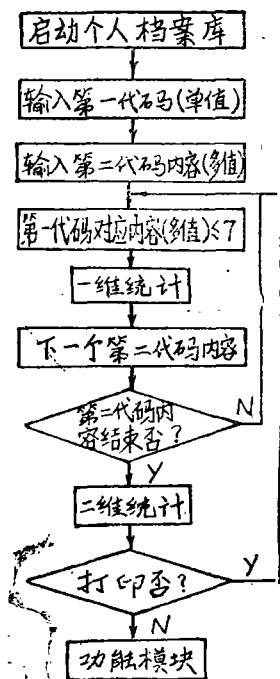 启动个人档案库
输入第一代码(单值)
输入第二代码内容(多值)
第一代码对应内容(多值)≤7
一维统计
下一个第二代码内容
第二代码内
容结束否?
N
Y
二维统计
打印否?
Y
N
功能模块